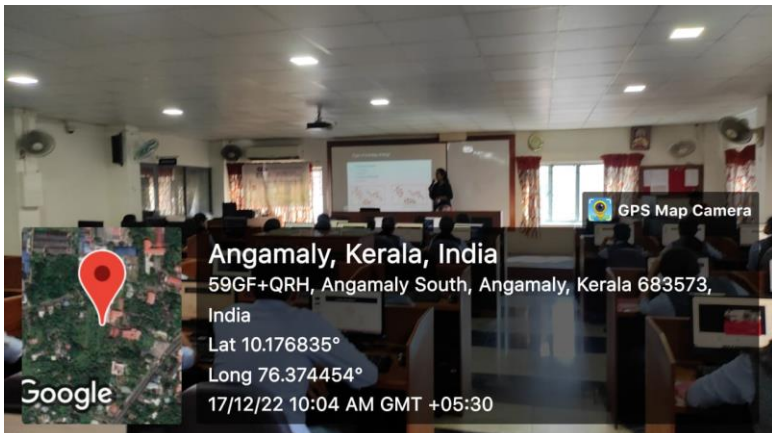 GPS Map Camera
Angamaly, Kerala, India
59GF+QRH, Angamaly South, Angamaly, Kerala 683573,
India
Lat 10.176835°
Long 76.374454°
17/12/22 10:04 AM GMT +05:30
Google